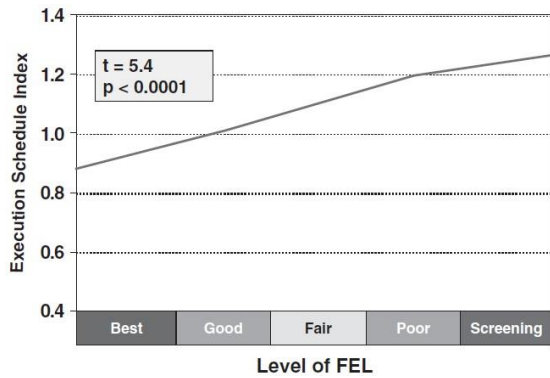 Execution Schedule Index
1.4
1.2
1.0
0.8
0.6
0.4
t = 5.4
p < 0.0001
Best Good Fair Poor Screening
Level of FEL